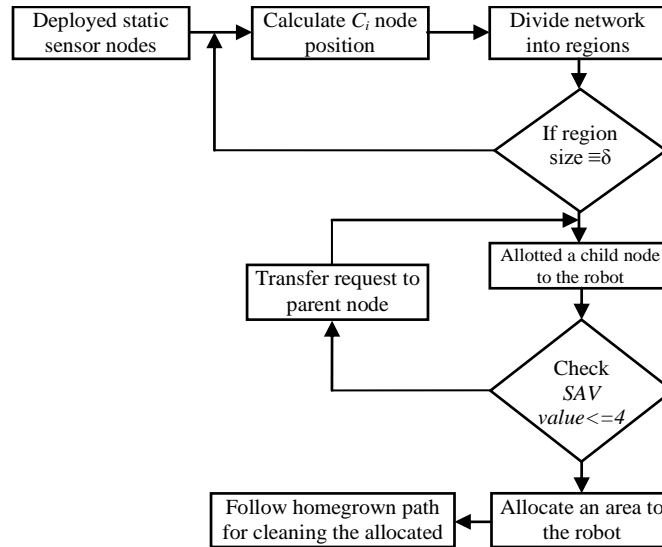 Deployed static
sensor nodes
Calculate Ci node
position
Divide network
into regions
If region
size ≡δ
Allotted a child node
to the robot
Transfer request to
parent node
Check
SAV
value<=4
Allocate an area to
the robot
Follow homegrown path
for cleaning the allocated